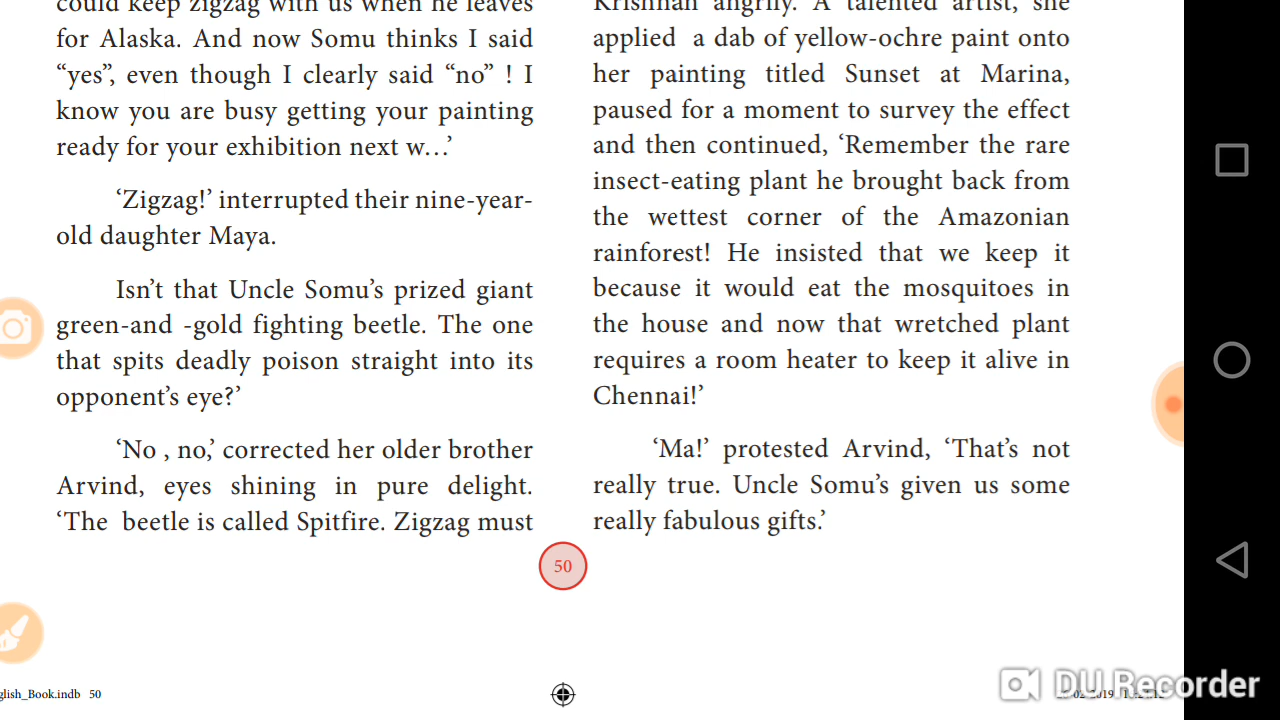 could keep zigzag with us when he leaves
for Alaska. And now Somu thinks I said
“yes”, even though I clearly said “no” ! I
know you are busy getting your painting
ready for your exhibition next w…’
‘Zigzag!’ interrupted their nine-year-
old daughter Maya.
Isn’t that Uncle Somu’s prized giant
green-and -gold fighting beetle. The one
that spits deadly poison straight into its
opponent’s eye?’
‘No , no,’ corrected her older brother
Arvind, eyes shining in pure delight.
‘The beetle is called Spitfire. Zigzag must
Krishnan angrily. A talented artist, she
applied a dab of yellow-ochre paint onto
her painting titled Sunset at Marina,
paused for a moment to survey the effect
and then continued, ‘Remember the rare
insect-eating plant he brought back from
the wettest corner of the Amazonian
rainforest! He insisted that we keep it
because it would eat the mosquitoes in
the house and now that wretched plant
requires a room heater to keep it alive in
Chennai!’
‘Ma!’ protested Arvind, ‘That’s not
really true. Uncle Somu’s given us some
really fabulous gifts.’
50
glish_Book.indb 50
DU Recorder